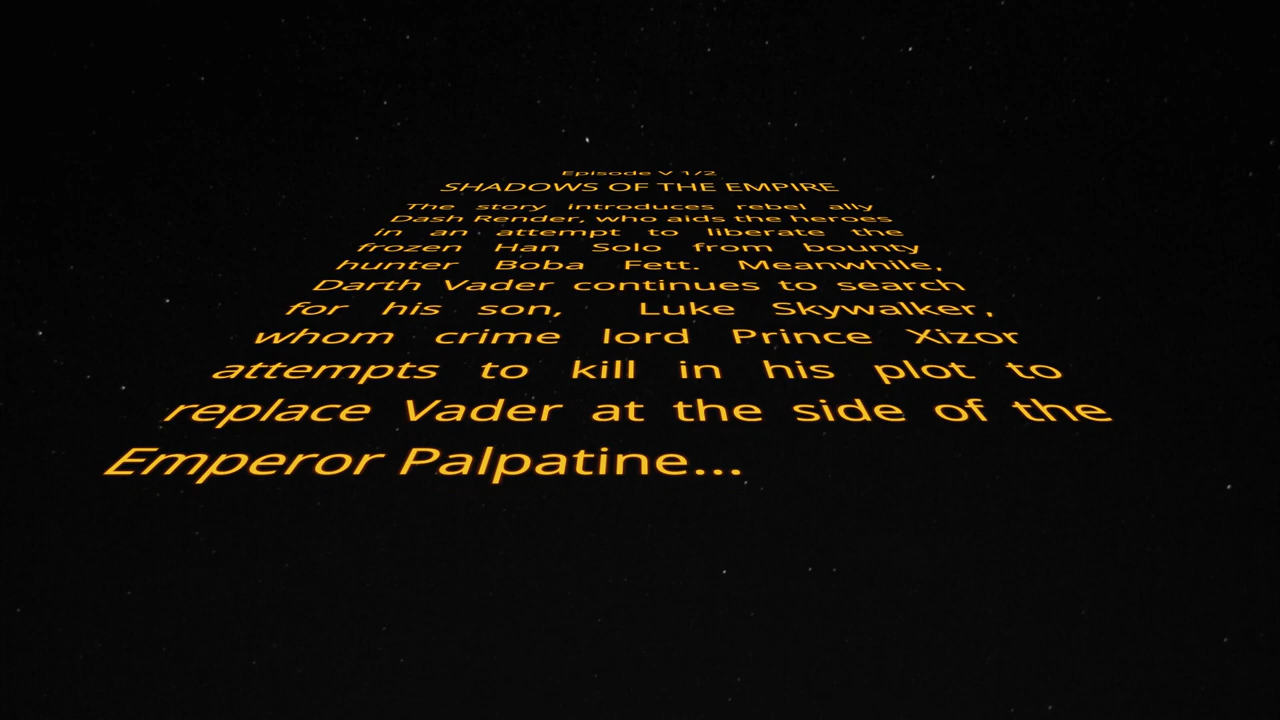 Episode V 1/2
SHADOWS OF THE EMPIRE
The story introduces rebel ally
Dash Render, who aids the heroes
in an attempt to liberate the
frozen Han Solo from bounty
hunter Boba Fett. Meanwhile,
Darth Vader continues to search
for his son, Luke Skywalker,
whom crime lord Prince Xizor
attempts to kill in his plot to
replace Vader at the side of the
Emperor Palpatine...